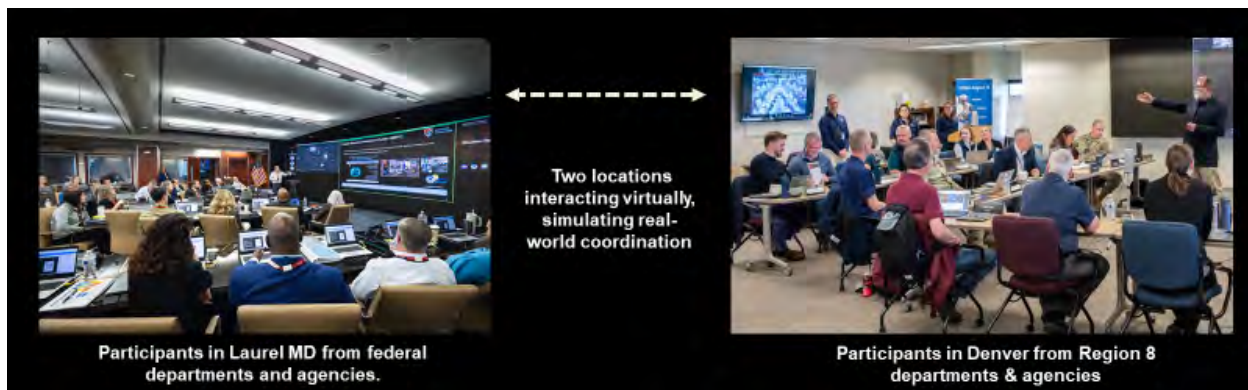 Two locations
interacting virtually,
simulating real-
world coordination
Participants in Laurel MD from federal
departments and agencies.
Participants in Denver from Region 8
departments & agencies